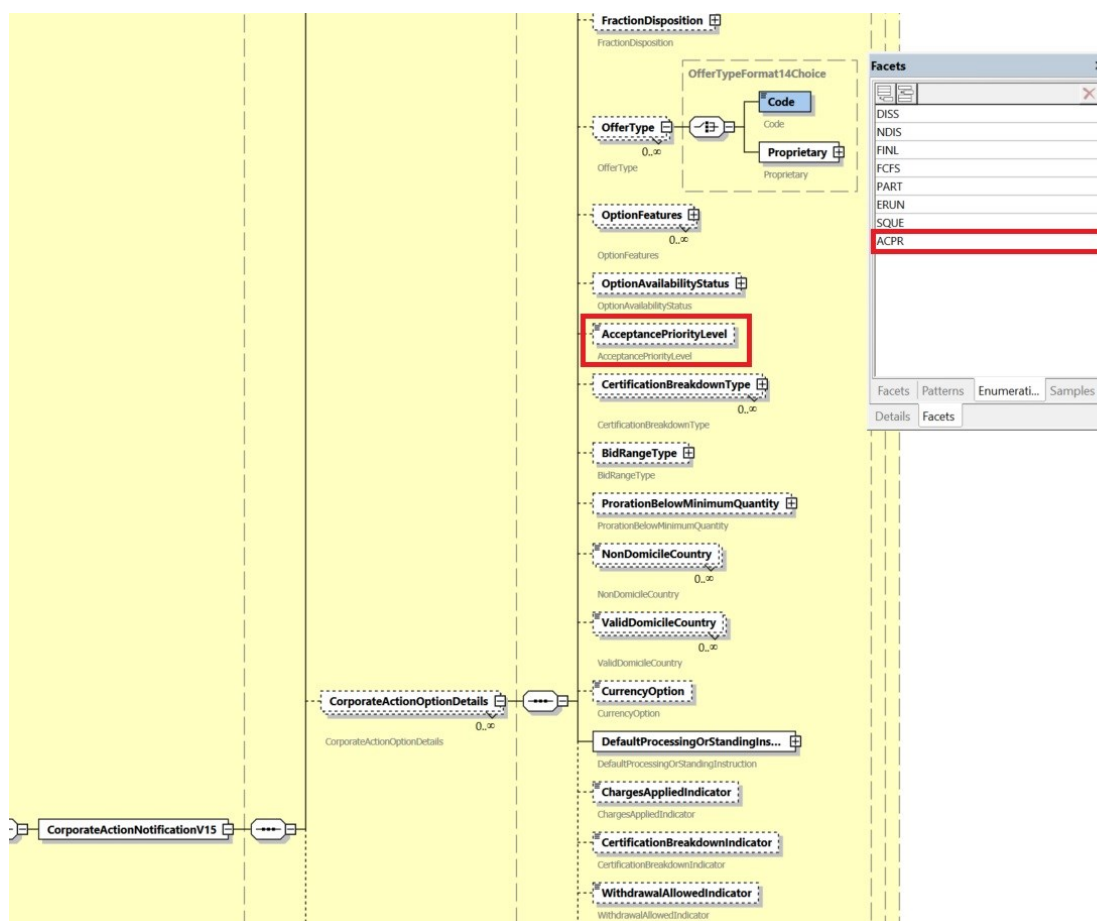 FractionDisposition
FractionDisposition
OfferTypeFormat14Choice
Code
Code
OfferType
0..∞
OfferType
Proprietary
Proprietary
OptionFeatures
0..∞
OptionFeatures
OptionAvailabilityStatus
OptionAvailabilityStatus
AcceptancePriorityLevel
AcceptancePriorityLevel
CertificationBreakdownType
0..∞
CertificationBreakdownType
BidRangeType
BidRangeType
ProrationBelowMinimumQuantity
ProrationBelowMinimumQuantity
NonDomicileCountry
0..∞
NonDomicileCountry
ValidDomicileCountry
0..∞
ValidDomicileCountry
CurrencyOption
CurrencyOption
CorporateActionOptionDetails
0..∞
CorporateActionOptionDetails
DefaultProcessingOrStandingIns...
DefaultProcessingOrStandingInstruction
ChargesAppliedIndicator
ChargesAppliedIndicator
CorporateActionNotificationV15
CertificationBreakdownIndicator
CertificationBreakdownIndicator
WithdrawalAllowedIndicator
WithdrawalAllowedIndicator
Facets
DISS
NDIS
FINL
FCFS
PART
ERUN
SQUE
ACPR
Facets Patterns Enumerati... Samples
Details Facets